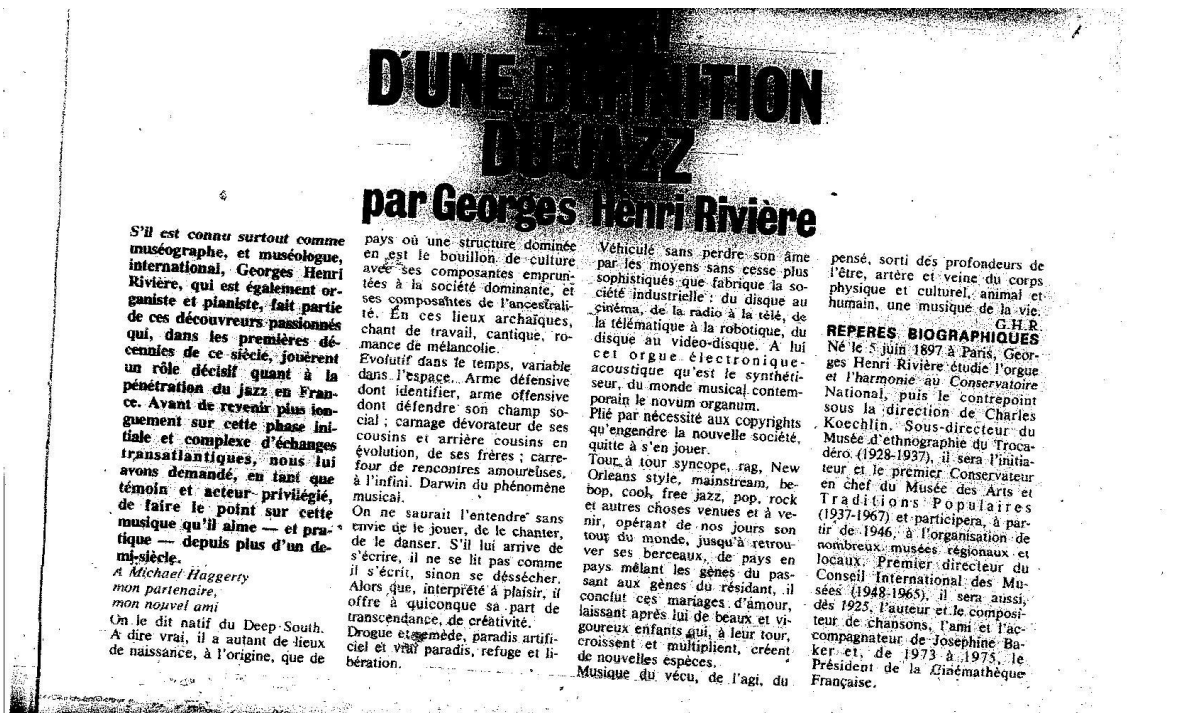 D'UNE DEFINITION
DU JAZZ
par Georges Henri Rivière
S'il est connu surtout comme
muséographe, et muséologue,
international, Georges Henri
Rivière, qui est également or-
ganiste et pianiste, fait partie
de ces découvreurs passionnés
qui, dans les premières dé-
cennies de ce siècle, jouèrent
un rôle décisif quant à la
pénétration du jazz en Fran-
ce. Avant de revenir plus lon-
guement sur cette phase ini-
tiale et complexe d'échanges
transatlantiques, nous lui
avons demandé, en tant que
témoin et acteur privilégié,
de faire le point sur cette
musique qu'il aime — et pra-
tique — depuis plus d'un de-
mi-siècle.
A Michael Haggerty
mon partenaire,
mon nouvel ami
On le dit natif du Deep South.
A dire vrai, il a autant de lieux
de naissance, à l'origine, que de
pays où une structure dominée
en est le bouillon de culture
avec ses composantes emprun-
tées à la société dominante, et
ses composantes de l'ancestrali-
té. En ces lieux archaïques,
chant de travail, cantique, ro-
mance de mélancolie.
Evolutif dans le temps, variable
dans l'espace. Arme défensive
dont identifier, arme offensive
dont défendre son champ so-
cial ; carnage dévorateur de ses
cousins et arrière cousins en
évolution, de ses frères ; carre-
four de rencontres amoureuses,
à l'infini. Darwin du phénomène
musical.
On ne saurait l'entendre sans
envie de le jouer, de le chanter,
de le danser. S'il lui arrive de
s'écrire, il ne se lit pas comme
il s'écrit, sinon se déssécher.
Alors que, interprété à plaisir, il
offre à quiconque sa part de
transcendance, de créativité.
Drogue et remède, paradis artifi-
ciel et vrai paradis, refuge et li-
bération.
Véhiculé sans perdre son âme
par les moyens sans cesse plus
sophistiqués que fabrique la so-
ciété industrielle : du disque au
cinéma, de la radio à la télé, de
la télématique à la robotique, du
disque au video-disque. A lui
cet orgue électronique-
acoustique qu'est le synthéti-
seur, du monde musical contem-
porain le novum organum.
Plié par nécessité aux copyrights
qu'engendre la nouvelle société,
quitte à s'en jouer.
Tour à tour syncope, rag, New
Orleans style, mainstream, be-
bop, cool, free jazz, pop, rock
et autres choses venues et à ve-
nir, opérant de nos jours son
tour du monde, jusqu'à retrou-
ver ses berceaux, de pays en
pays mêlant les gènes du pas-
sant aux gènes du résidant, il
conclut ces mariages d'amour,
laissant après lui de beaux et vi-
goureux enfants qui, à leur tour,
croissent et multiplient, créent
de nouvelles espèces.
Musique du vécu, de l'agi, du
pensé, sorti des profondeurs de
l'être, artère et veine du corps
physique et culturel, animal et
humain, une musique de la vie.
G.H.R.
REPERES BIOGRAPHIQUES
Né le 5 juin 1897 à Paris, Geor-
ges Henri Rivière étudie l'orgue
et l'harmonie au Conservatoire
National, puis le contrepoint
sous la direction de Charles
Koechlin. Sous-directeur du
Musée d'ethnographie du Troca-
déro (1928-1937), il sera l'initia-
teur et le premier Conservateur
en chef du Musée des Arts et
Traditions Populaires
(1937-1967) et participera, à par-
tir de 1946, à l'organisation de
nombreux musées régionaux et
locaux. Premier directeur du
Conseil International des Mu-
sées (1948-1965), il sera aussi,
dès 1925, l'auteur et le composi-
teur de chansons, l'ami et l'ac-
compagnateur de Josephine Ba-
ker et, de 1973 à 1975, le
Président de la Cinémathèque
Française.